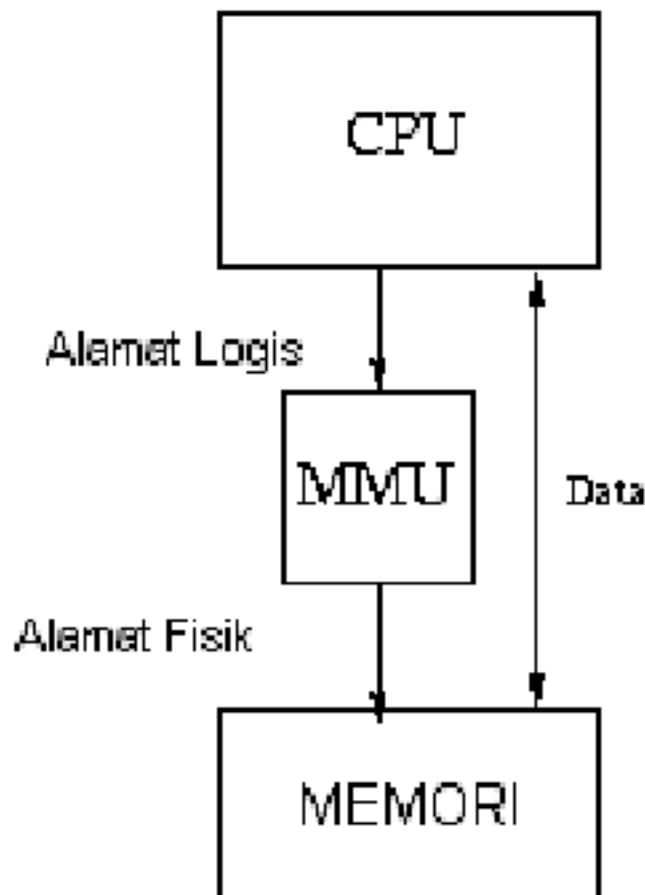 CPU
Alamat Logis
MMU
Data
Alamat Fisik
MEMORI